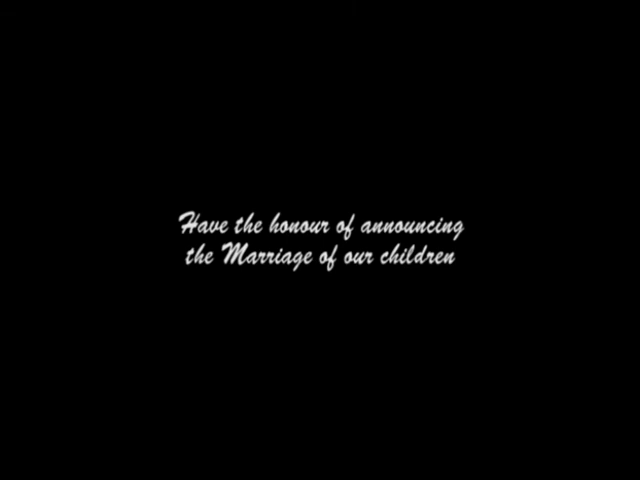 Have the honour of announcing
the Marriage of our children